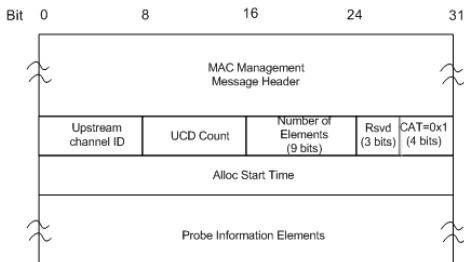 Bit 0 8 16 24 31
MAC Management
Message Header
Upstream
channel ID
UCD Count
Number of
Elements
(9 bits)
Rsvd
(3 bits)
CAT=0x1
(4 bits)
Alloc Start Time
Probe Information Elements